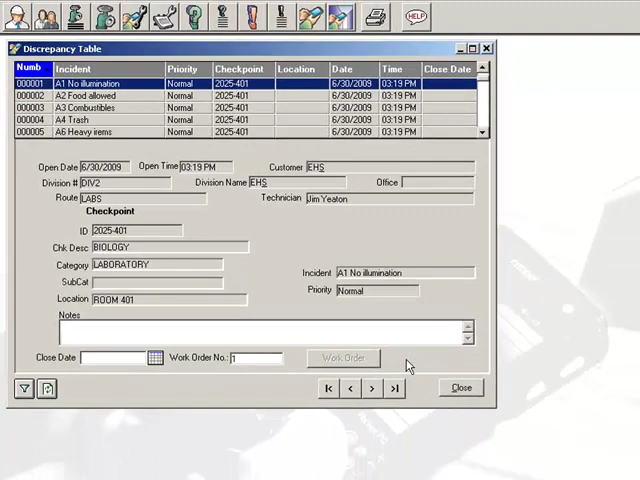 HELP
Discrepancy Table
Numb Incident Priority Checkpoint Location Date Time Close Date
000001 A1 No illumination Normal 2025-401 6/30/2009 03:19 PM
000002 A2 Food allowed Normal 2025-401 6/30/2009 03:19 PM
000003 A3 Combustibles Normal 2025-401 6/30/2009 03:19 PM
000004 A4 Trash Normal 2025-401 6/30/2009 03:19 PM
000005 A6 Heavy irems Normal 2025-401 6/30/2009 03:19 PM
Open Date 6/30/2009 Open Time 03:19 PM Customer EHS
Division # DIV2 Division Name EHS Office
Route LABS Technician Jim Yeaton
Checkpoint
ID 2025-401
Chk Desc BIOLOGY
Category LABORATORY Incident A1 No illumination
SubCat Priority Normal
Location ROOM 401
Notes
Close Date Work Order No.: 1 Work Order
Close